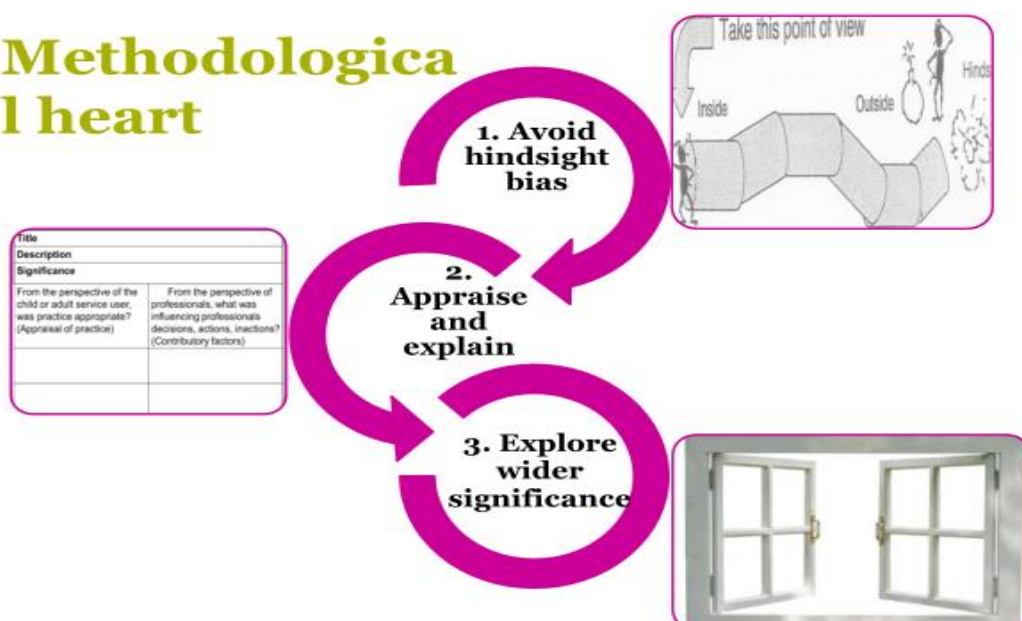 Methodologica
l heart
1. Avoid
hindsight
bias
Take this point of view
Inside
Outside
Hinds
Title
Description
Significance
From the perspective of the
child or adult service user,
was practice appropriate?
(Appraisal of practice)
From the perspective of
professionals, what was
influencing professionals
decisions, actions, inactions?
(Contributory factors)
2.
Appraise
and
explain
3. Explore
wider
significance